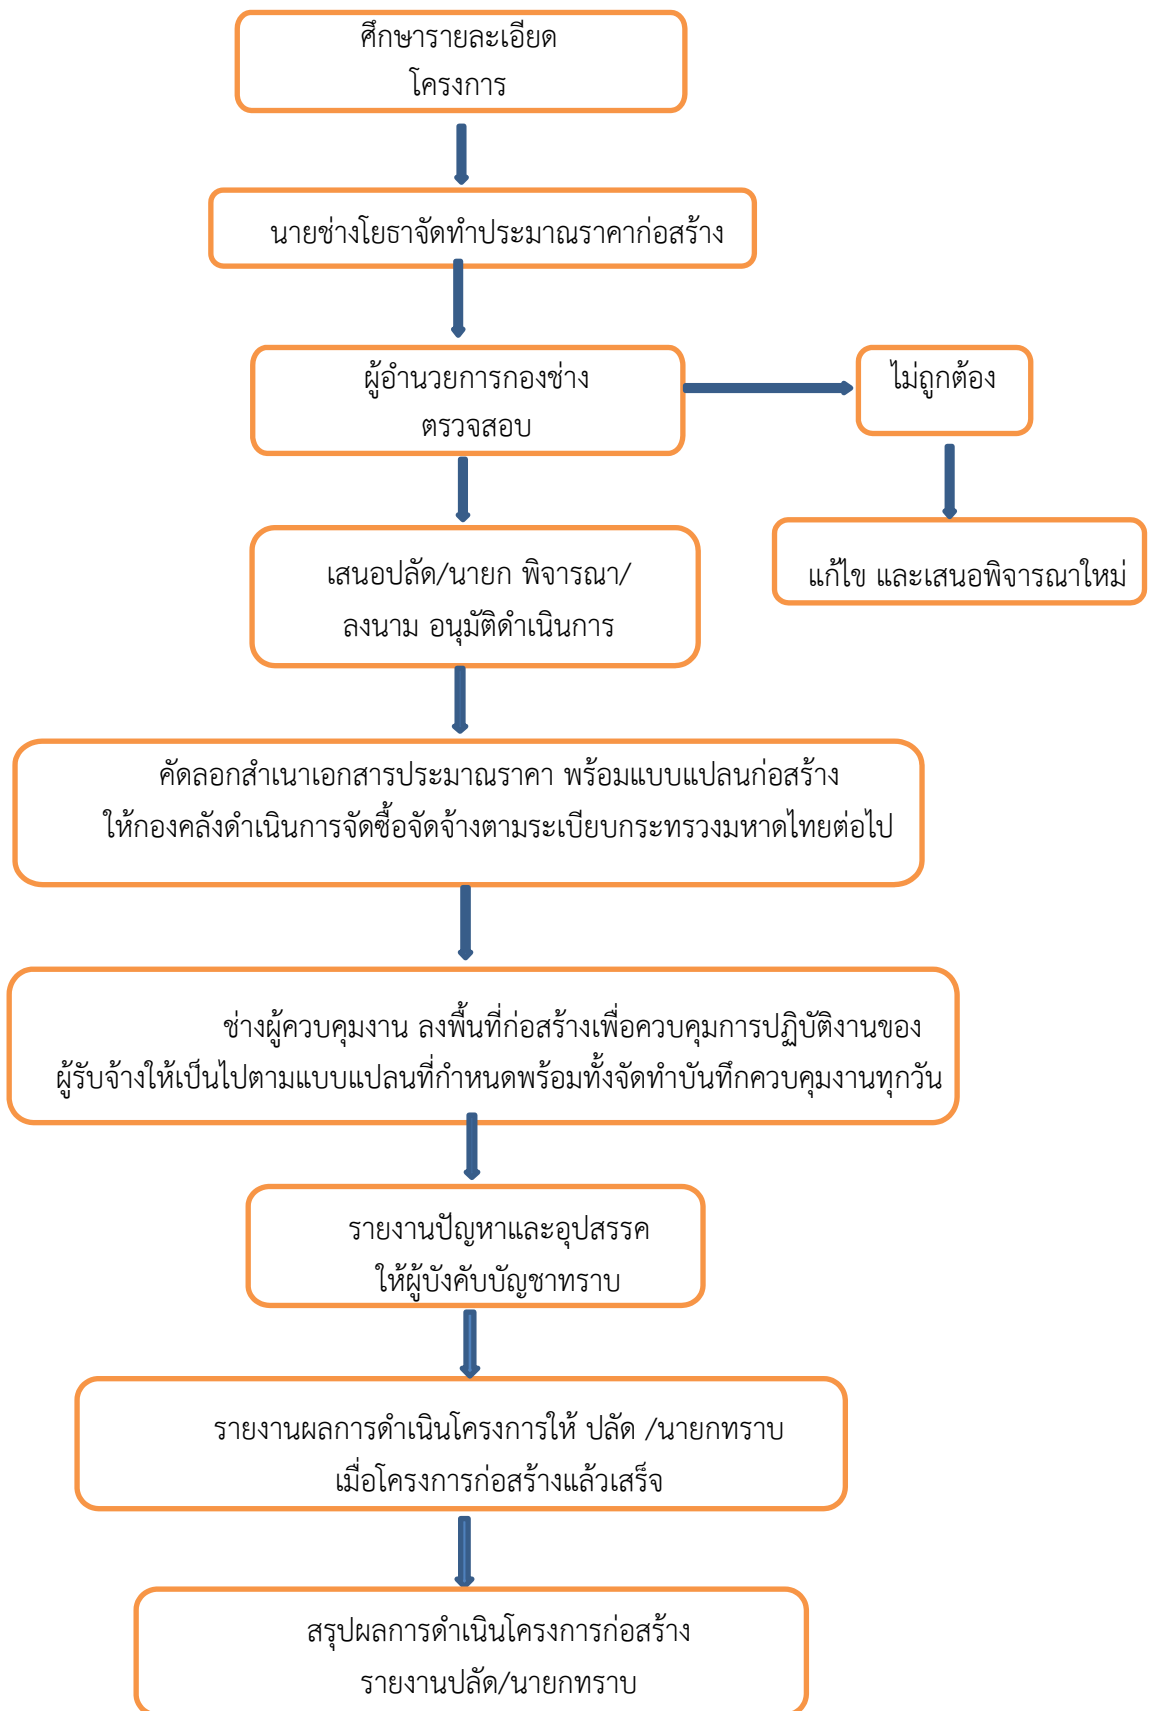 ศึกษารายละเอียด
โครงการ
นายช่างโยธาจัดทำประมาณราคาก่อสร้าง
ผู้อำนวยการกองช่าง
ตรวจสอบ
ไม่ถูกต้อง
แก้ไข และเสนอพิจารณาใหม่
เสนอปลัด/นายก พิจารณา/
ลงนาม อนุมัติดำเนินการ
คัดลอกสำเนาเอกสารประมาณราคา พร้อมแบบแปลนก่อสร้าง
ให้กองคลังดำเนินการจัดซื้อจัดจ้างตามระเบียบกระทรวงมหาดไทยต่อไป
ช่างผู้ควบคุมงาน ลงพื้นที่ก่อสร้างเพื่อควบคุมการปฏิบัติงานของ
ผู้รับจ้างให้เป็นไปตามแบบแปลนที่กำหนดพร้อมทั้งจัดทำบันทึกควบคุมงานทุกวัน
รายงานปัญหาและอุปสรรค
ให้ผู้บังคับบัญชาทราบ
รายงานผลการดำเนินโครงการให้ ปลัด /นายกทราบ
เมื่อโครงการก่อสร้างแล้วเสร็จ
สรุปผลการดำเนินโครงการก่อสร้าง
รายงานปลัด/นายกทราบ